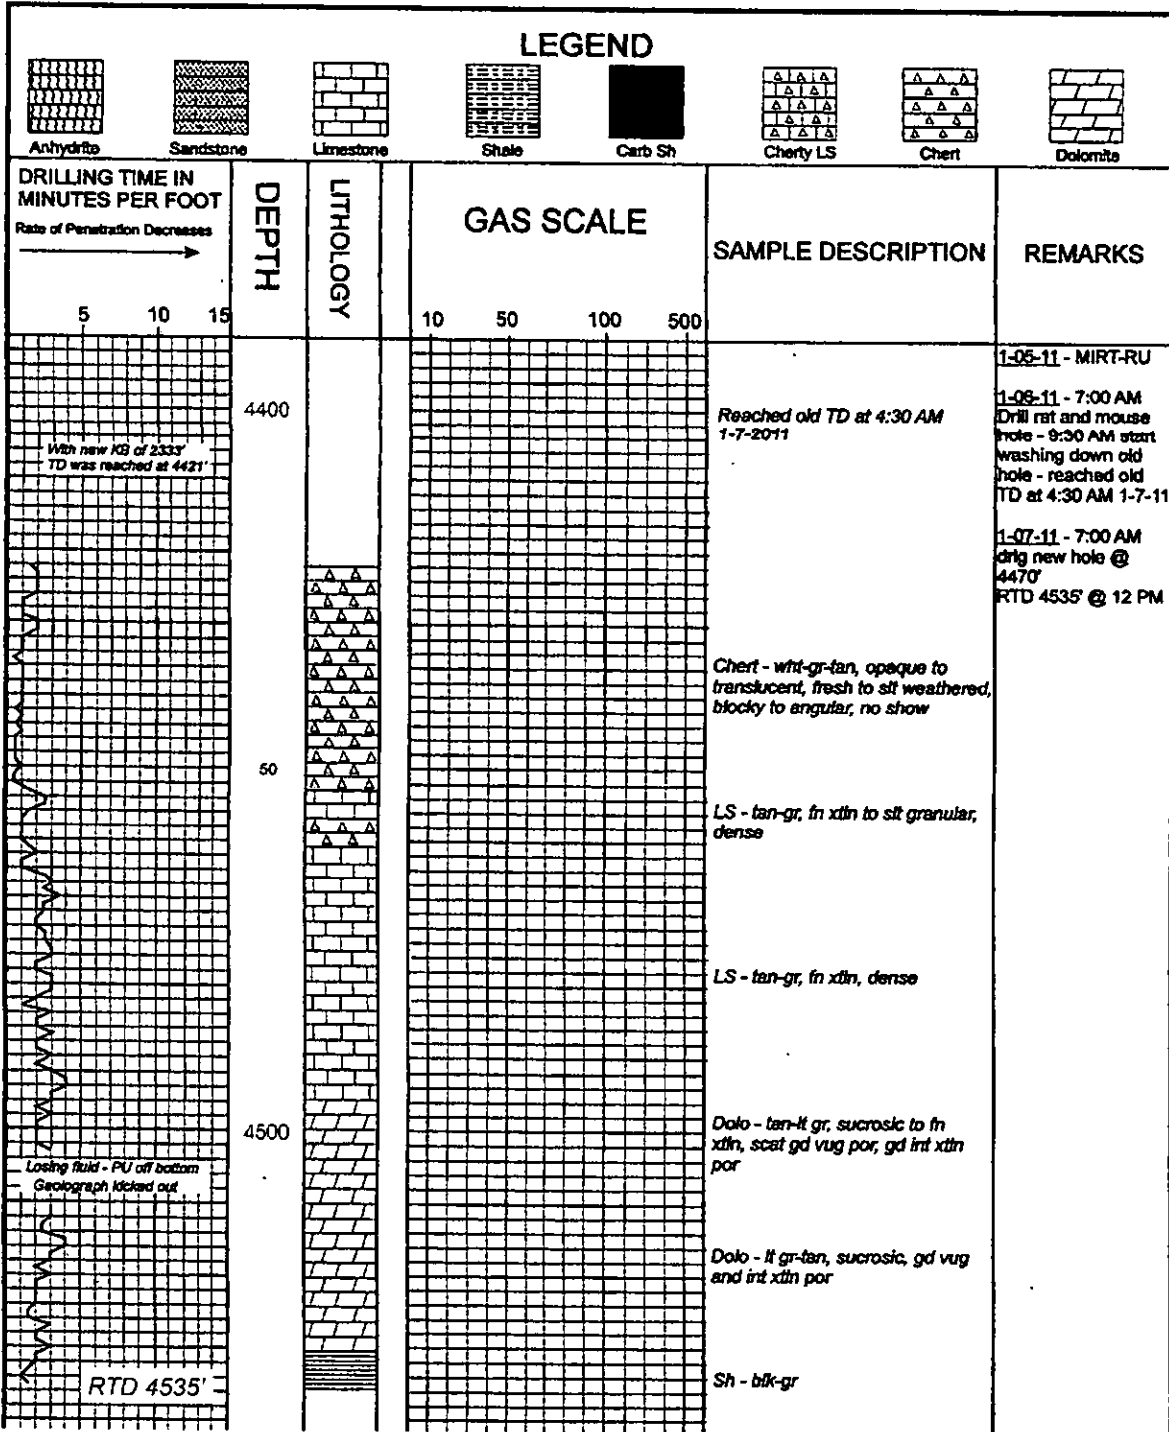 LEGEND
Anhydrite
Sandstone
Limestone
Shale
Carb Sh
Cherty LS
Chert
Dolomite
DRILLING TIME IN
MINUTES PER FOOT
Rate of Penetration Decreases
5 10 15
DEPTH
LITHOLOGY
GAS SCALE
10 50 100 500
SAMPLE DESCRIPTION
REMARKS
With new KB of 2333'
TD was reached at 4421'
4400
50
4500
Losing fluid - PU off bottom
Geolograph kicked out
RTD 4535'
Reached old TD at 4:30 AM
1-7-2011
Chert - wht-gr-tan, opaque to
translucent, fresh to slt weathered,
blocky to angular, no show
LS - tan-gr, fn xtln to slt granular,
dense
LS - tan-gr, fn xtln, dense
Dolo - tan-lt gr, sucrosic to fn
xtln, scat gd vug por, gd int xtln
por
Dolo - lt gr-tan, sucrosic, gd vug
and int xtln por
Sh - blk-gr
1-05-11 - MIRT-RU
1-06-11 - 7:00 AM
Drill rat and mouse
hole - 9:30 AM start
washing down old
hole - reached old
TD at 4:30 AM 1-7-11
1-07-11 - 7:00 AM
drlg new hole @
4470'
RTD 4535' @ 12 PM